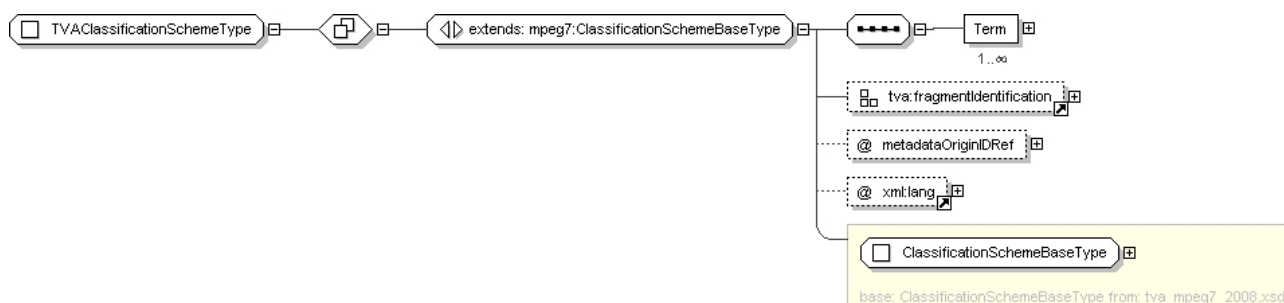 TVAClassificationSchemeType
extends: mpeg7:ClassificationSchemeBaseType
Term
1..∞
tva:fragmentIdentification
@ metadataOriginIDRef
@ xml:lang
ClassificationSchemeBaseType
base: ClassificationSchemeBaseType from: tva_mpeg7_2008.xsd